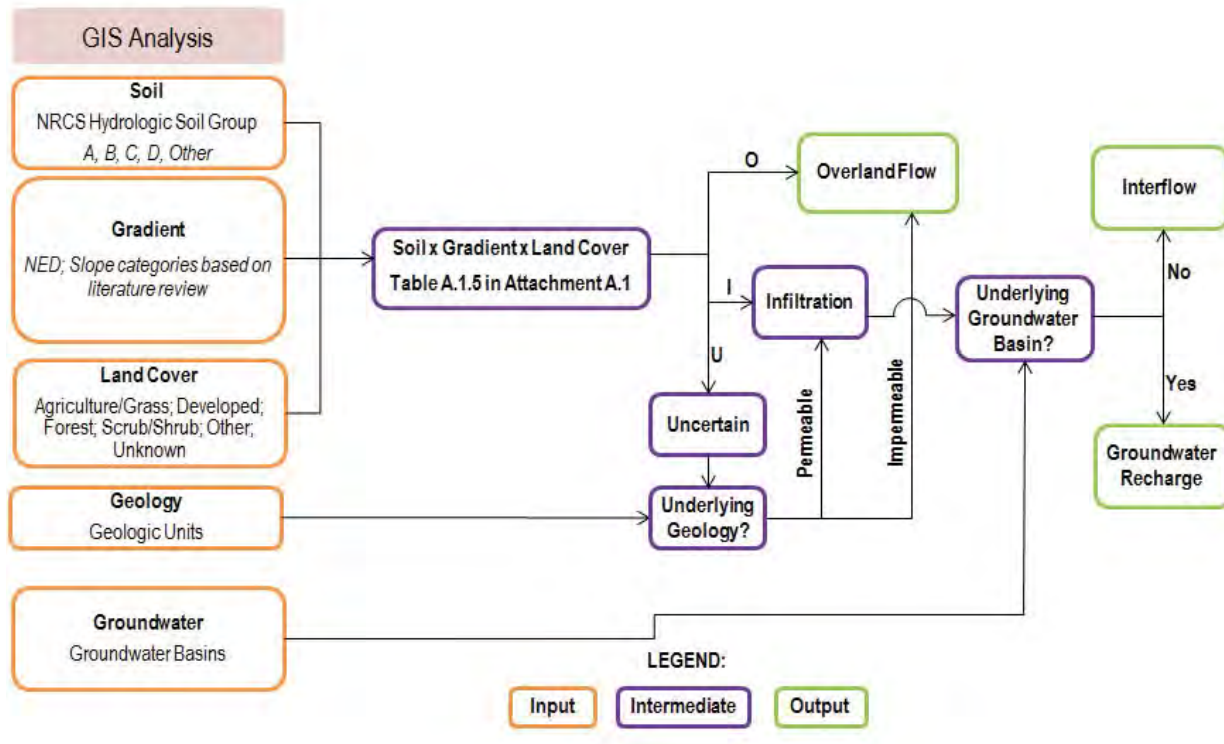 GIS Analysis
Soil
NRCS Hydrologic Soil Group
A, B, C, D, Other
Gradient
NED; Slope categories based on
literature review
Land Cover
Agriculture/Grass; Developed;
Forest; Scrub/Shrub; Other;
Unknown
Geology
Geologic Units
Groundwater
Groundwater Basins
Soil x Gradient x Land Cover
Table A.1.5 in Attachment A.1
O
I
U
Overland Flow
Infiltration
Uncertain
Underlying
Geology?
Permeable
Impermeable
Underlying
Groundwater
Basin?
Interflow
No
Yes
Groundwater
Recharge
LEGEND:
Input
Intermediate
Output